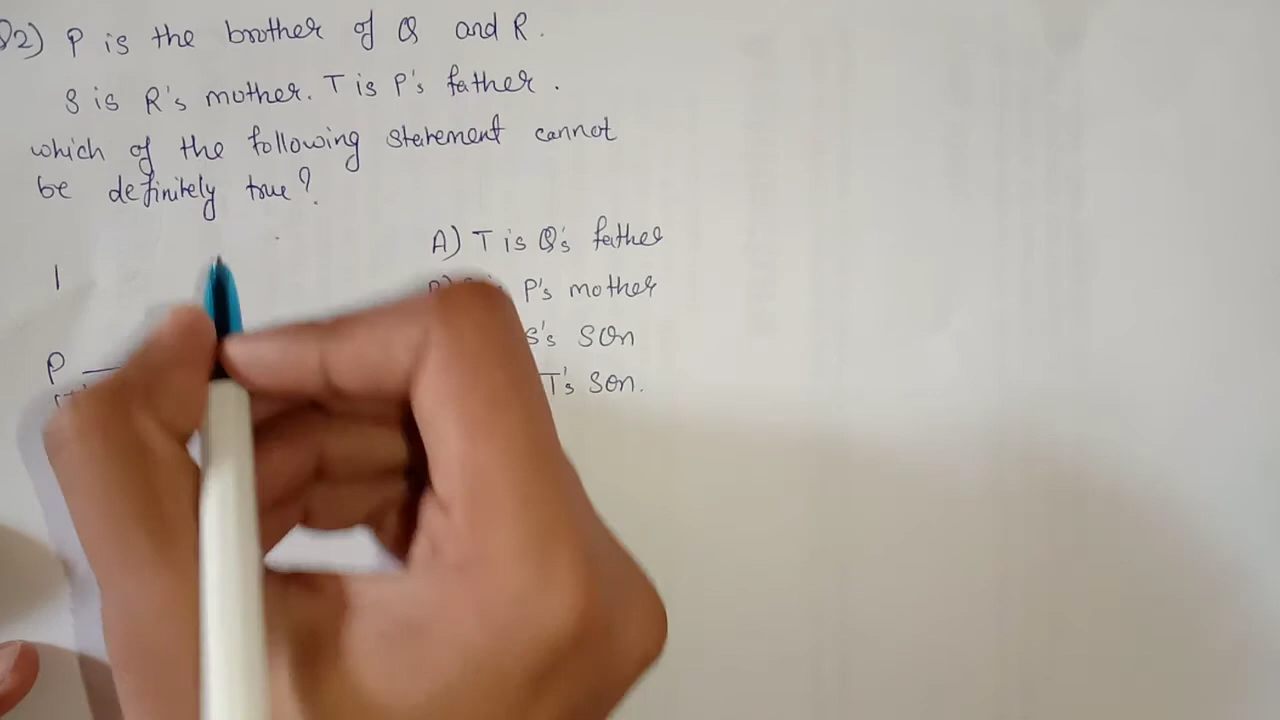 2) P is the brother of Q and R.
S is R's mother. T is P's father.
which of the following statement cannot
be definitely true?
A) T is Q's father
P's mother
S's son
T's son.
P